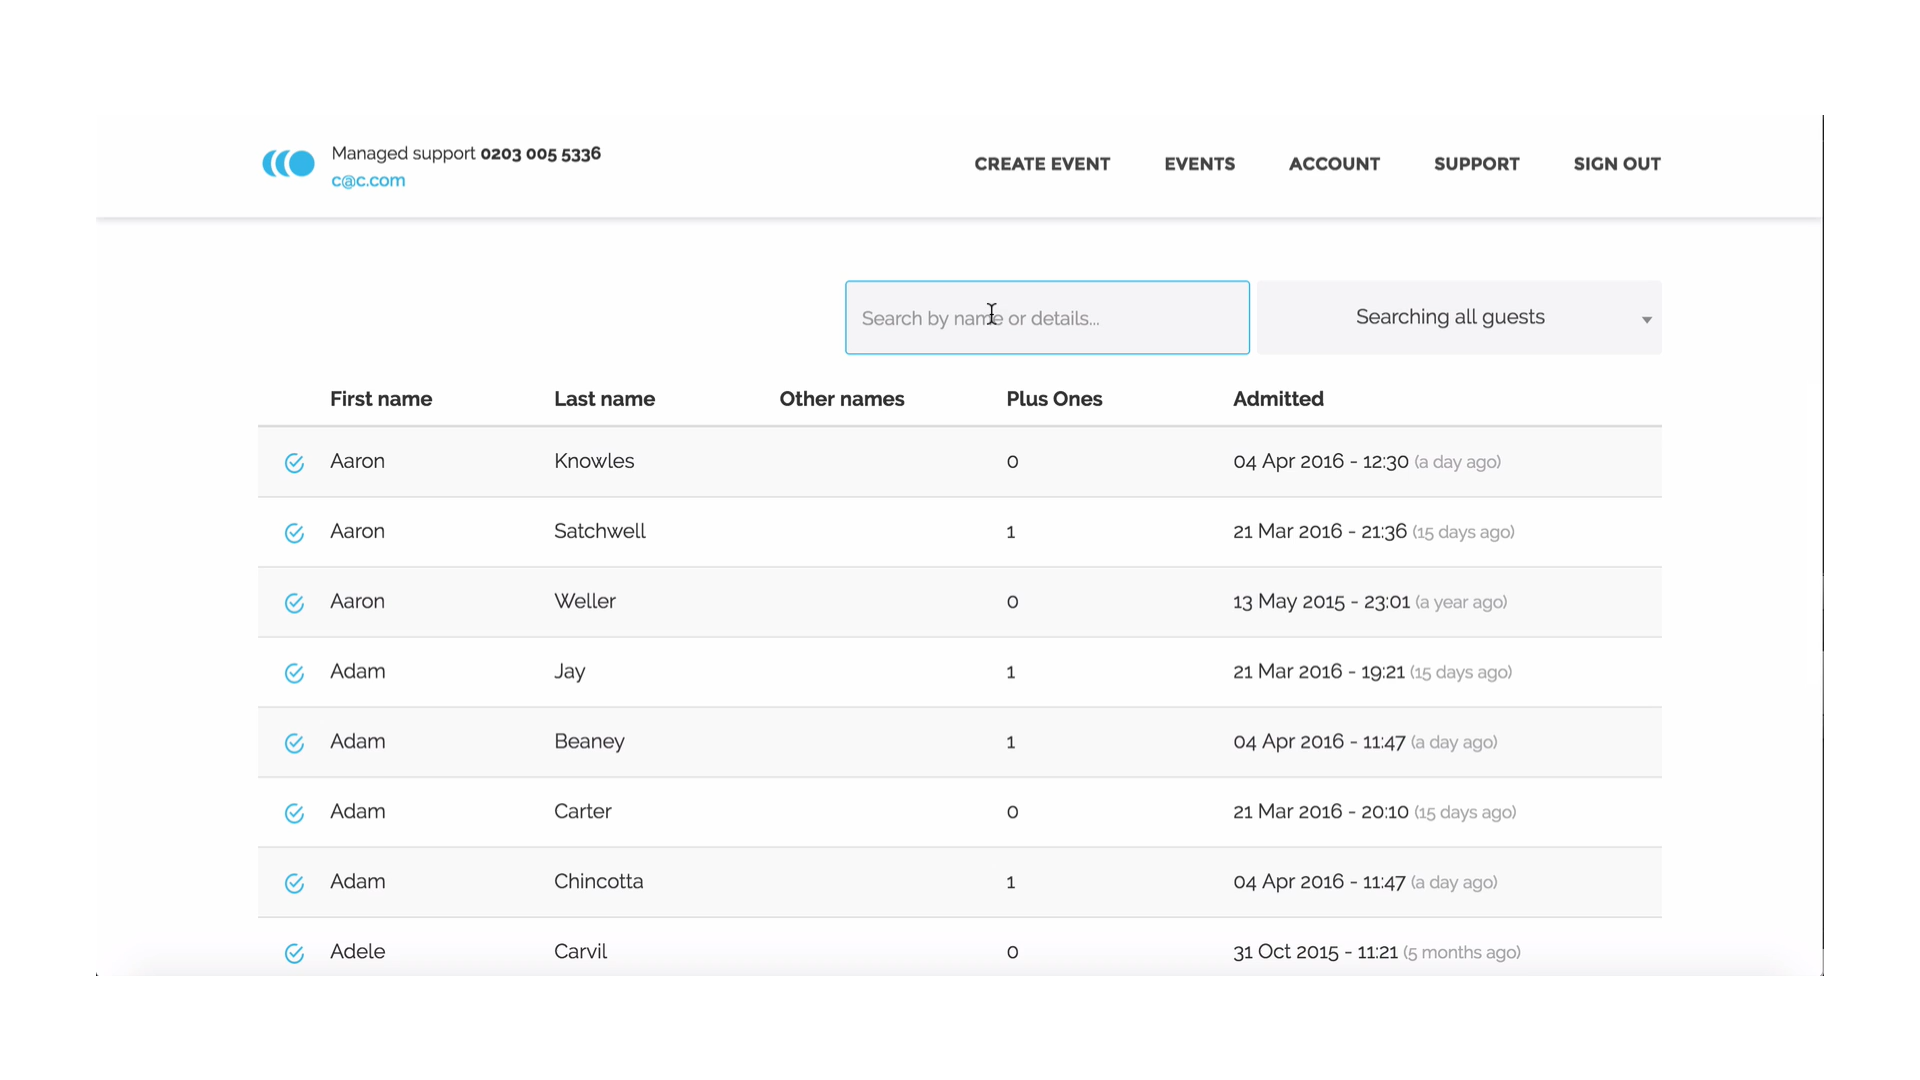 Managed support 0203 005 5336
c@c.com
CREATE EVENT EVENTS ACCOUNT SUPPORT SIGN OUT
Search by name or details... Searching all guests
First name Last name Other names Plus Ones Admitted
Aaron Knowles 0 04 Apr 2016 - 12:30 (a day ago)
Aaron Satchwell 1 21 Mar 2016 - 21:36 (15 days ago)
Aaron Weller 0 13 May 2015 - 23:01 (a year ago)
Adam Jay 1 21 Mar 2016 - 19:21 (15 days ago)
Adam Beaney 1 04 Apr 2016 - 11:47 (a day ago)
Adam Carter 0 21 Mar 2016 - 20:10 (15 days ago)
Adam Chincotta 1 04 Apr 2016 - 11:47 (a day ago)
Adele Carvil 0 31 Oct 2015 - 11:21 (5 months ago)